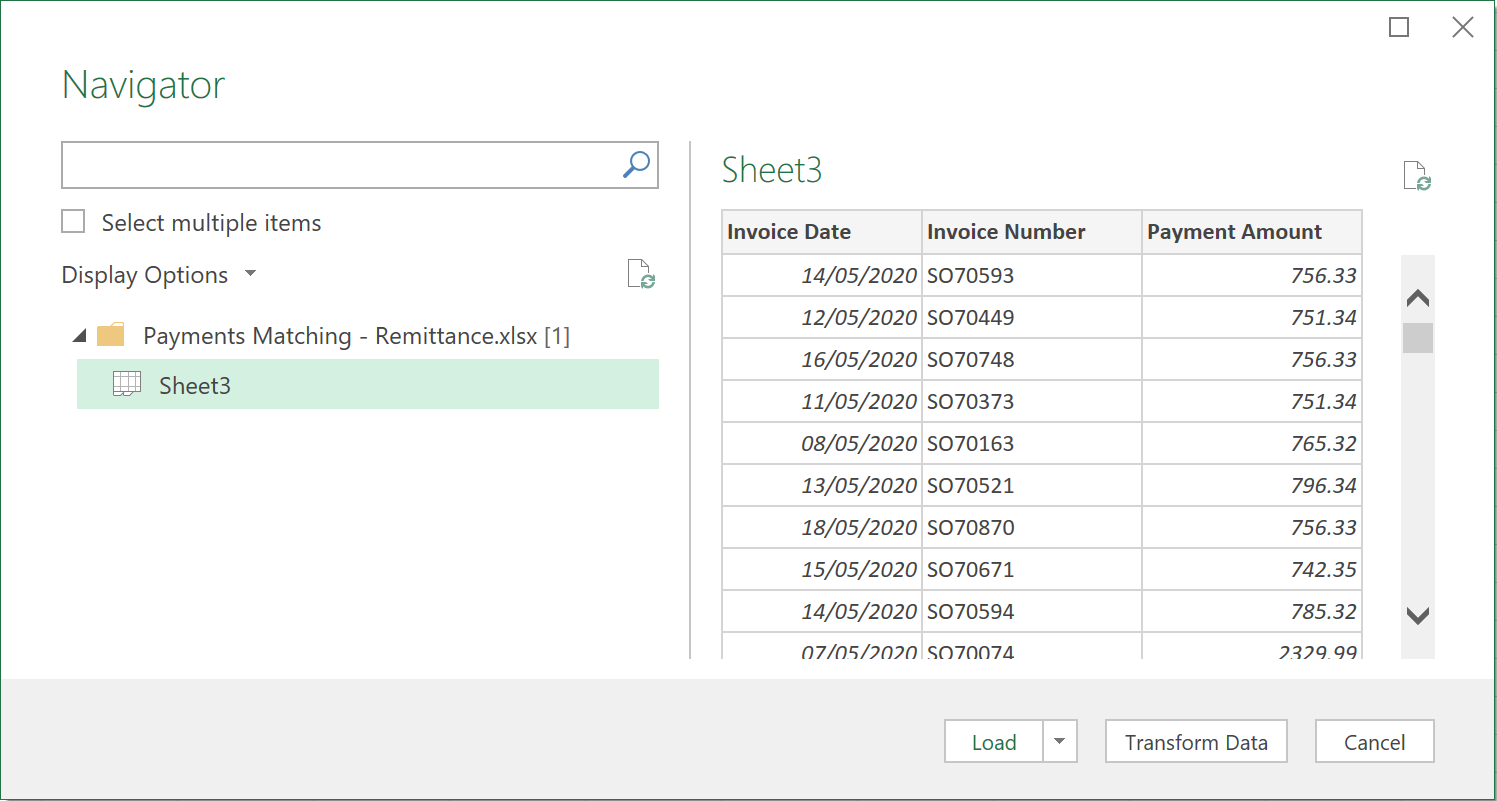 Navigator
Select multiple items
Display Options
Payments Matching - Remittance.xlsx [1]
Sheet3
Sheet3
Invoice Date Invoice Number Payment Amount
14/05/2020 SO70593 756.33
12/05/2020 SO70449 751.34
16/05/2020 SO70748 756.33
11/05/2020 SO70373 751.34
08/05/2020 SO70163 765.32
13/05/2020 SO70521 796.34
18/05/2020 SO70870 756.33
15/05/2020 SO70671 742.35
14/05/2020 SO70594 785.32
07/05/2020 SO70074 2329.99
Load Transform Data Cancel